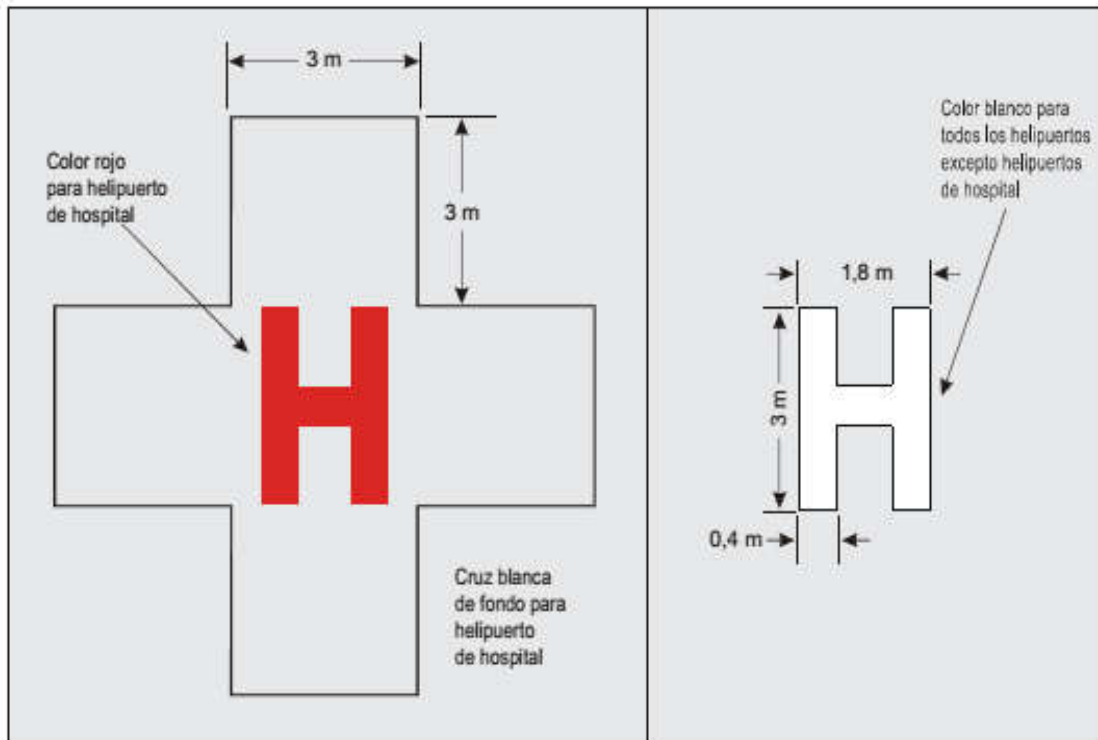 3 m
Color rojo
para helipuerto
de hospital
3 m
H
Cruz blanca
de fondo para
helipuerto
de hospital
Color blanco para
todos los helipuertos
excepto helipuertos
de hospital
1,8 m
3 m
H
0,4 m